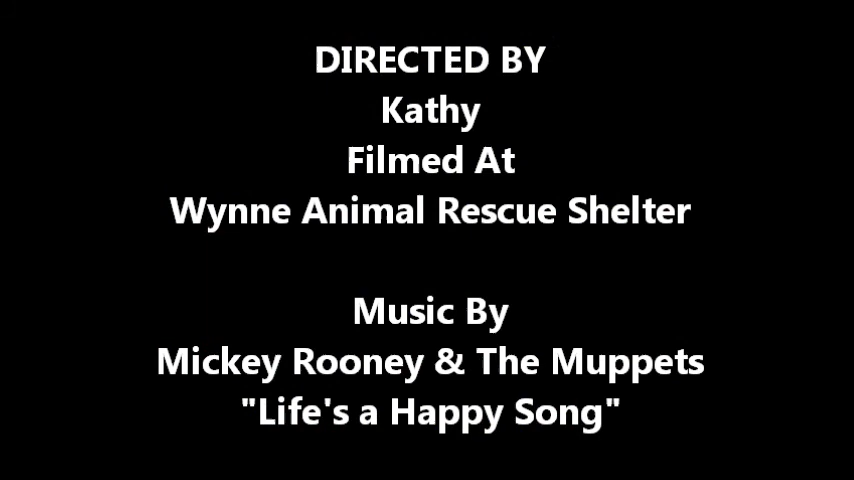 DIRECTED BY
Kathy
Filmed At
Wynne Animal Rescue Shelter
Music By
Mickey Rooney & The Muppets
"Life's a Happy Song"